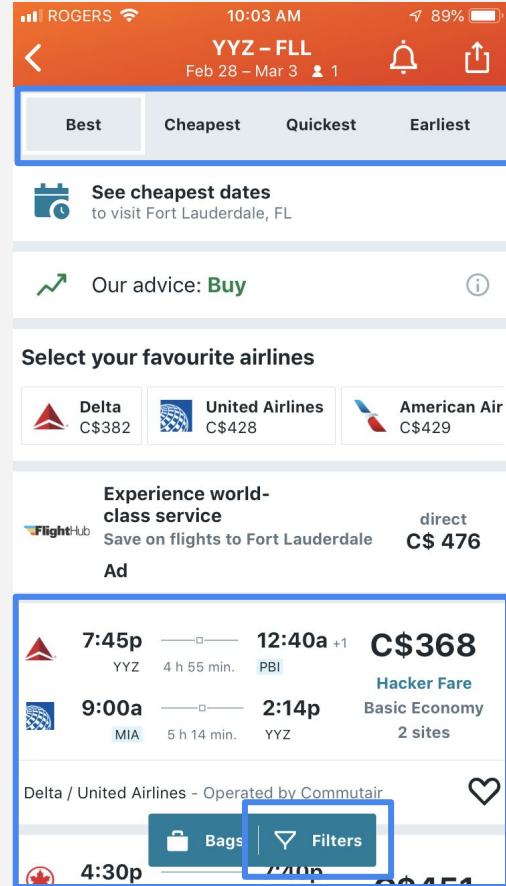 ROGERS 10:03 AM 89%
YYZ – FLL
Feb 28 – Mar 3 1
Best Cheapest Quickest Earliest
See cheapest dates
to visit Fort Lauderdale, FL
Our advice: Buy
Select your favourite airlines
Delta United Airlines American Air
C$382 C$428 C$429
Experience world-
class service
FlightHub
Save on flights to Fort Lauderdale
direct
C$ 476
Ad
7:45p 12:40a +1 C$368
YYZ 4 h 55 min. PBI
Hacker Fare
9:00a 2:14p Basic Economy
MIA 5 h 14 min. YYZ 2 sites
Delta / United Airlines - Operated by Commutair
Bags Filters
4:30p 7:40p C$451